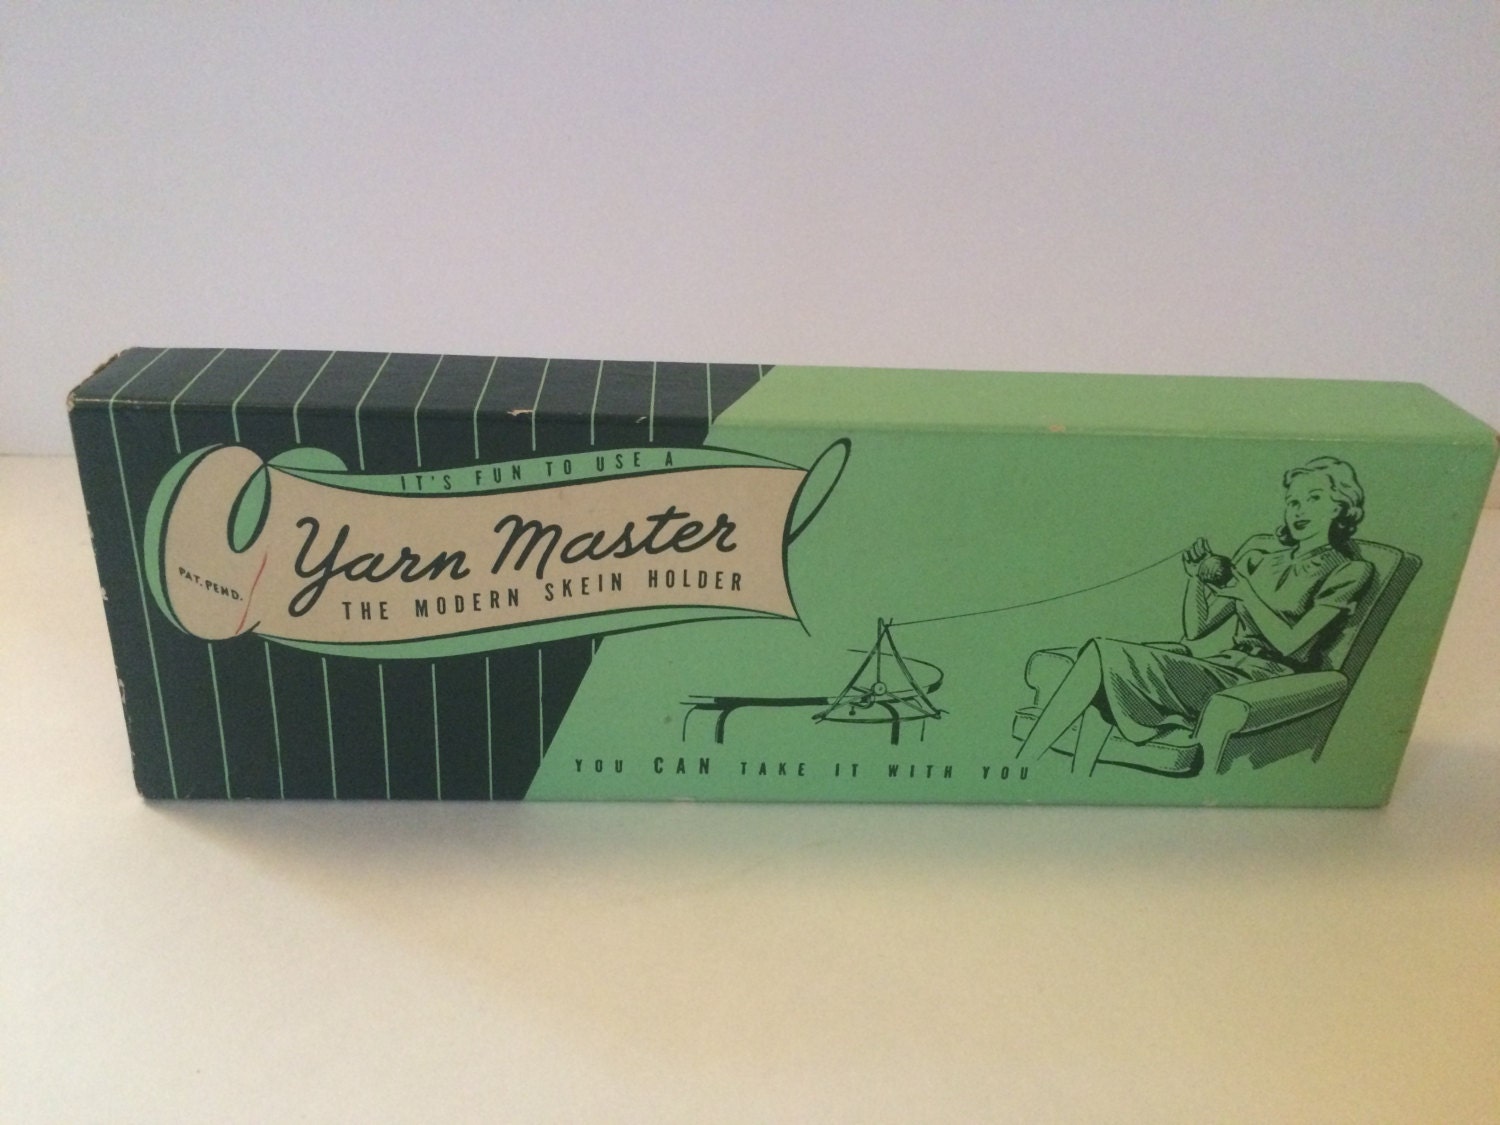 IT'S FUN TO USE A
Yarn Master
THE MODERN SKEIN HOLDER
PAT. PEND.
YOU CAN TAKE IT WITH YOU